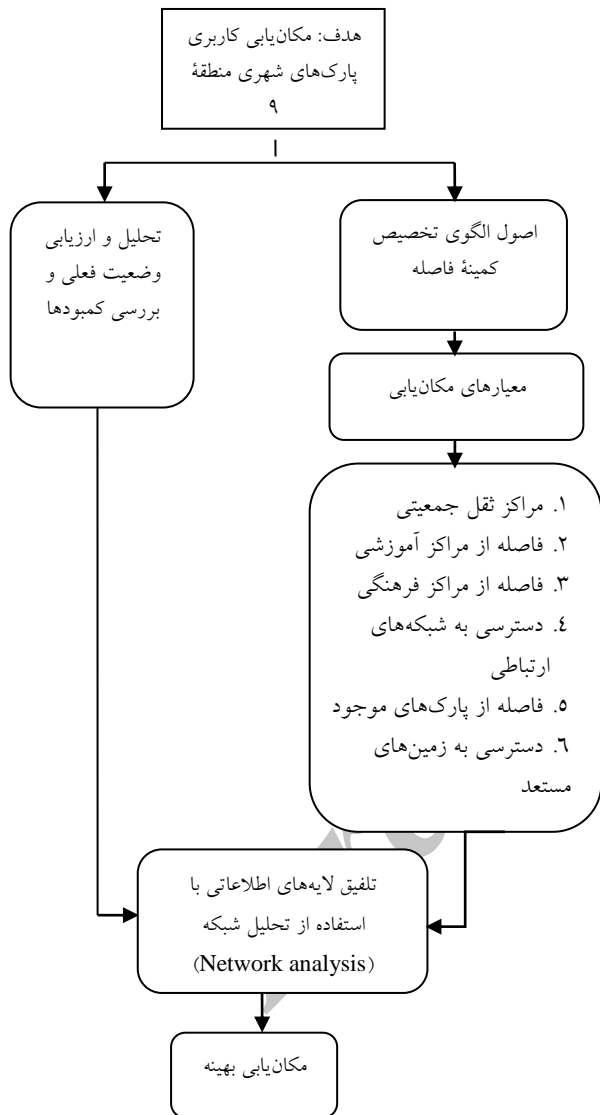 هدف: مکان‌یابی کاربری
پارک‌های شهری منطقۀ
۹
اصول الگوی تخصیص
کمینۀ فاصله
تحلیل و ارزیابی
وضعیت فعلی و
بررسی کمبودها
معیارهای مکان‌یابی
۱. مراکز ثقل جمعیتی
۲. فاصله از مراکز آموزشی
۳. فاصله از مراکز فرهنگی
٤. دسترسی به شبکه‌های
ارتباطی
٥. فاصله از پارک‌های موجود
٦. دسترسی به زمین‌های
مستعد
تلفیق لایه‌های اطلاعاتی با
استفاده از تحلیل شبکه
(Network analysis)
مکان‌یابی بهینه